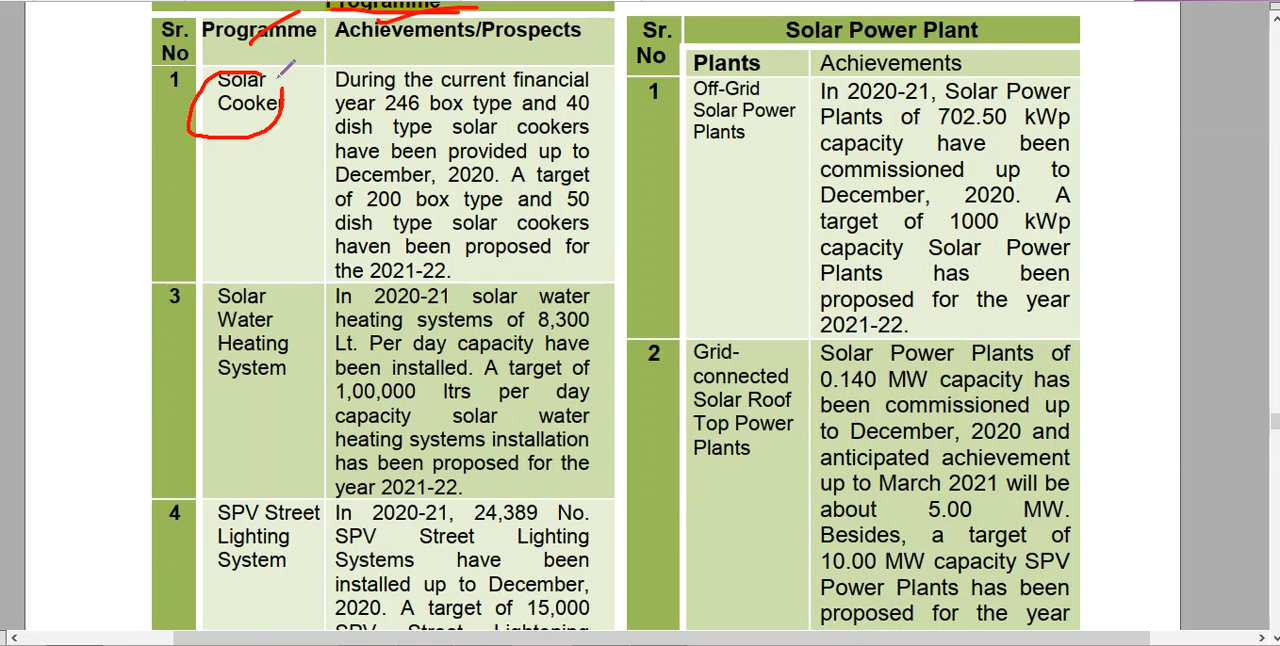 Programme
Sr. No
Programme
Achievements/Prospects
1
Solar
Cooker
During the current financial
year 246 box type and 40
dish type solar cookers
have been provided up to
December, 2020. A target
of 200 box type and 50
dish type solar cookers
haven been proposed for
the 2021-22.
3
Solar
Water
Heating
System
In 2020-21 solar water
heating systems of 8,300
Lt. Per day capacity have
been installed. A target of
1,00,000 ltrs per day
capacity solar water
heating systems installation
has been proposed for the
year 2021-22.
4
SPV Street
Lighting
System
In 2020-21, 24,389 No.
SPV Street Lighting
Systems have been
installed up to December,
2020. A target of 15,000
SPV Street Lightening
Sr.
No
Solar Power Plant
Plants
Achievements
1
Off-Grid
Solar Power
Plants
In 2020-21, Solar Power
Plants of 702.50 kWp
capacity have been
commissioned up to
December, 2020. A
target of 1000 kWp
capacity Solar Power
Plants has been
proposed for the year
2021-22.
2
Grid-
connected
Solar Roof
Top Power
Plants
Solar Power Plants of
0.140 MW capacity has
been commissioned up
to December, 2020 and
anticipated achievement
up to March 2021 will be
about 5.00 MW.
Besides, a target of
10.00 MW capacity SPV
Power Plants has been
proposed for the year